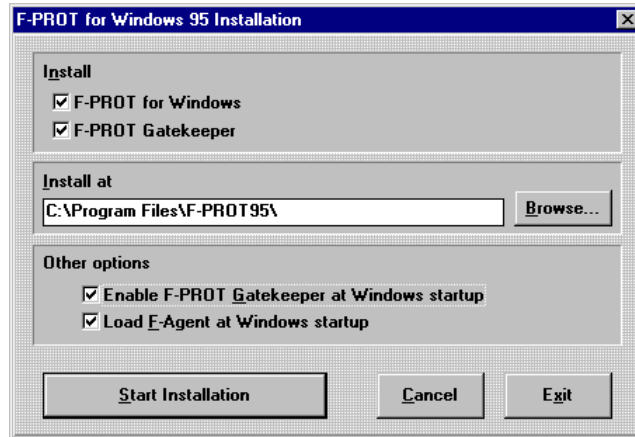 F-PROT for Windows 95 Installation
Install
F-PROT for Windows
F-PROT Gatekeeper
Install at
C:\Program Files\F-PROT95\
Browse...
Other options
Enable F-PROT Gatekeeper at Windows startup
Load F-Agent at Windows startup
Start Installation
Cancel
Exit